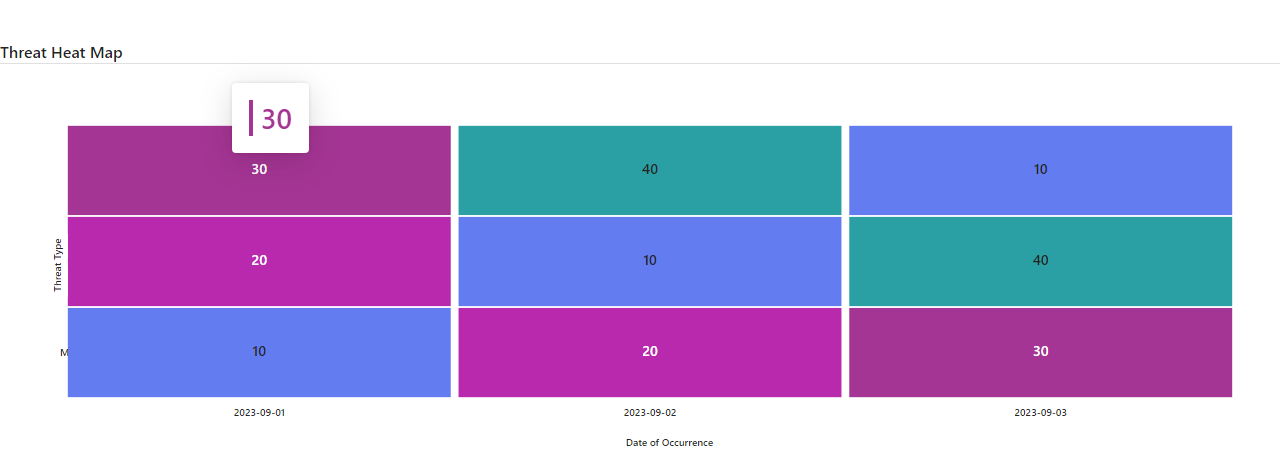 Threat Heat Map
30
30 40 10
Threat Type
20 10 40
M
10 20 30
2023-09-01 2023-09-02 2023-09-03
Date of Occurrence